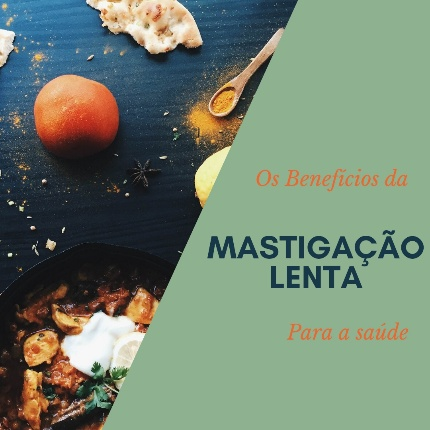 Os Benefícios da
MASTIGAÇÃO
LENTA
Para a saúde